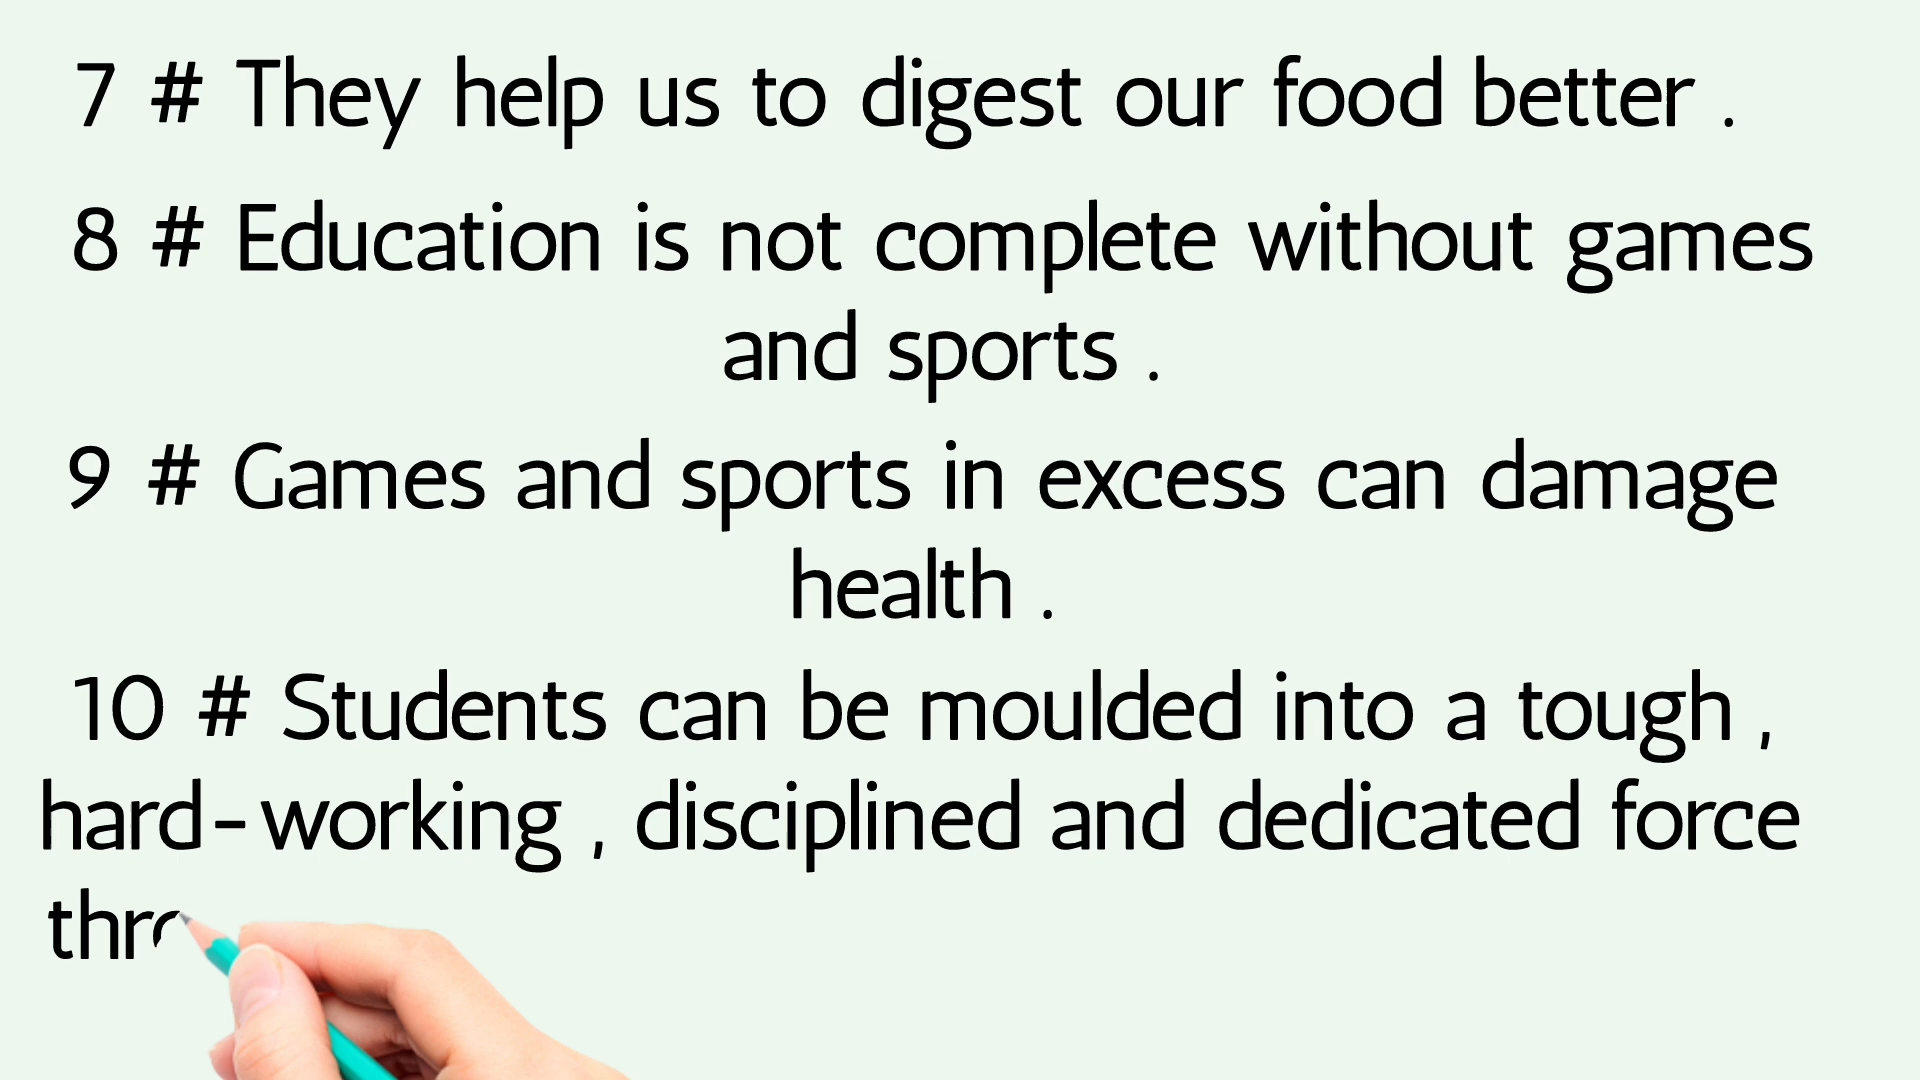 7 # They help us to digest our food better .
8 # Education is not complete without games
and sports .
9 # Games and sports in excess can damage
health .
10 # Students can be moulded into a tough ,
hard-working , disciplined and dedicated force